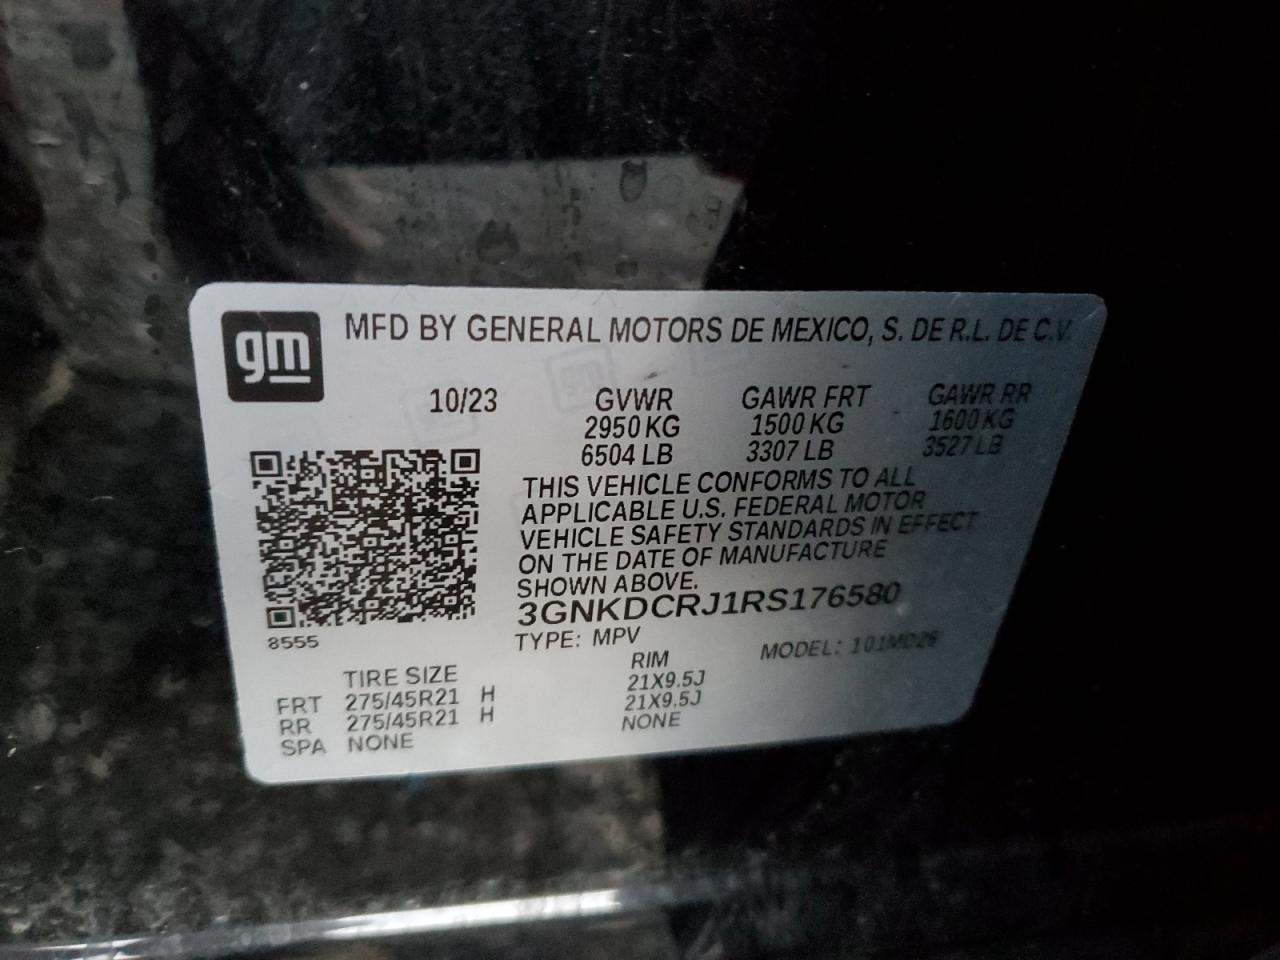 gm
MFD BY GENERAL MOTORS DE MEXICO, S. DE R.L. DE C.V.
10/23 GVWR GAWR FRT GAWR RR
2950 KG 1500 KG 1600 KG
6504 LB 3307 LB 3527 LB
THIS VEHICLE CONFORMS TO ALL
APPLICABLE U.S. FEDERAL MOTOR
VEHICLE SAFETY STANDARDS IN EFFECT
ON THE DATE OF MANUFACTURE
SHOWN ABOVE.
3GNKDCRJ1RS176580
8555
TYPE: MPV MODEL: 101MD26
TIRE SIZE RIM
FRT 275/45R21 H 21X9.5J
RR 275/45R21 H 21X9.5J
SPA NONE NONE